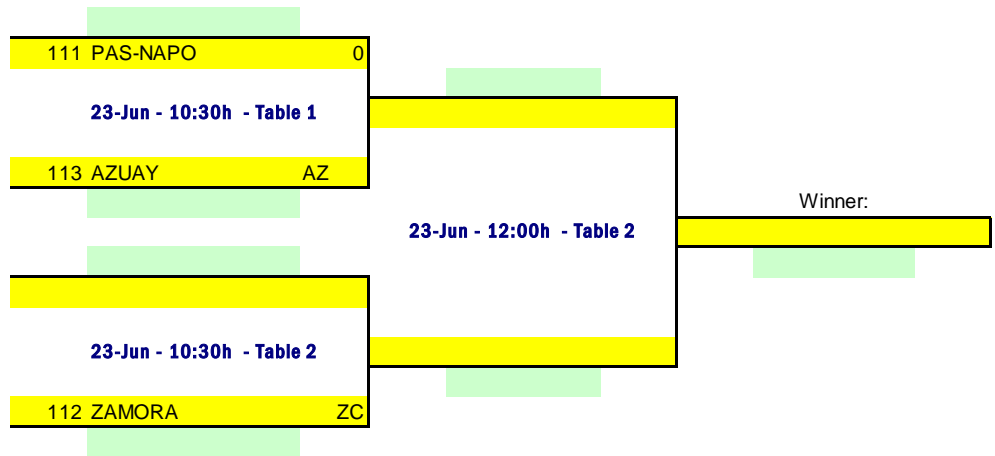 111 PAS-NAPO 0
23-Jun - 10:30h - Table 1
113 AZUAY AZ
23-Jun - 12:00h - Table 2
Winner:
23-Jun - 10:30h - Table 2
112 ZAMORA ZC